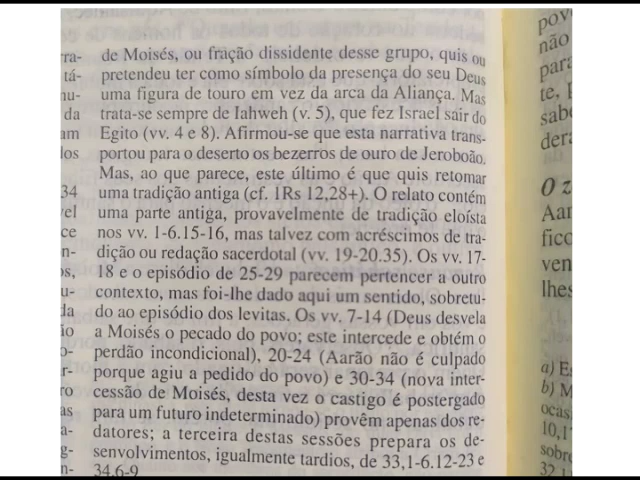 de Moisés, ou fração dissidente desse grupo, quis ou
pretendeu ter como símbolo da presença do seu Deus
uma figura de touro em vez da arca da Aliança. Mas
trata-se sempre de Iahweh (v. 5), que fez Israel sair do
Egito (vv. 4 e 8). Afirmou-se que esta narrativa trans-
portou para o deserto os bezerros de ouro de Jeroboão.
Mas, ao que parece, este último é que quis retomar
uma tradição antiga (cf. 1Rs 12,28+). O relato contém
uma parte antiga, provavelmente de tradição eloísta
nos vv. 1-6.15-16, mas talvez com acréscimos de tra-
dição ou redação sacerdotal (vv. 19-20.35). Os vv. 17-
18 e o episódio de 25-29 parecem pertencer a outro
contexto, mas foi-lhe dado aqui um sentido, sobretu-
do ao episódio dos levitas. Os vv. 7-14 (Deus desvela
a Moisés o pecado do povo; este intercede e obtém o
perdão incondicional), 20-24 (Aarão não é culpado
porque agiu a pedido do povo) e 30-34 (nova inter-
cessão de Moisés, desta vez o castigo é postergado
para um futuro indeterminado) provêm apenas dos re-
datores; a terceira destas sessões prepara os de-
senvolvimentos, igualmente tardios, de 33,1-6.12-23 e
34,6-9